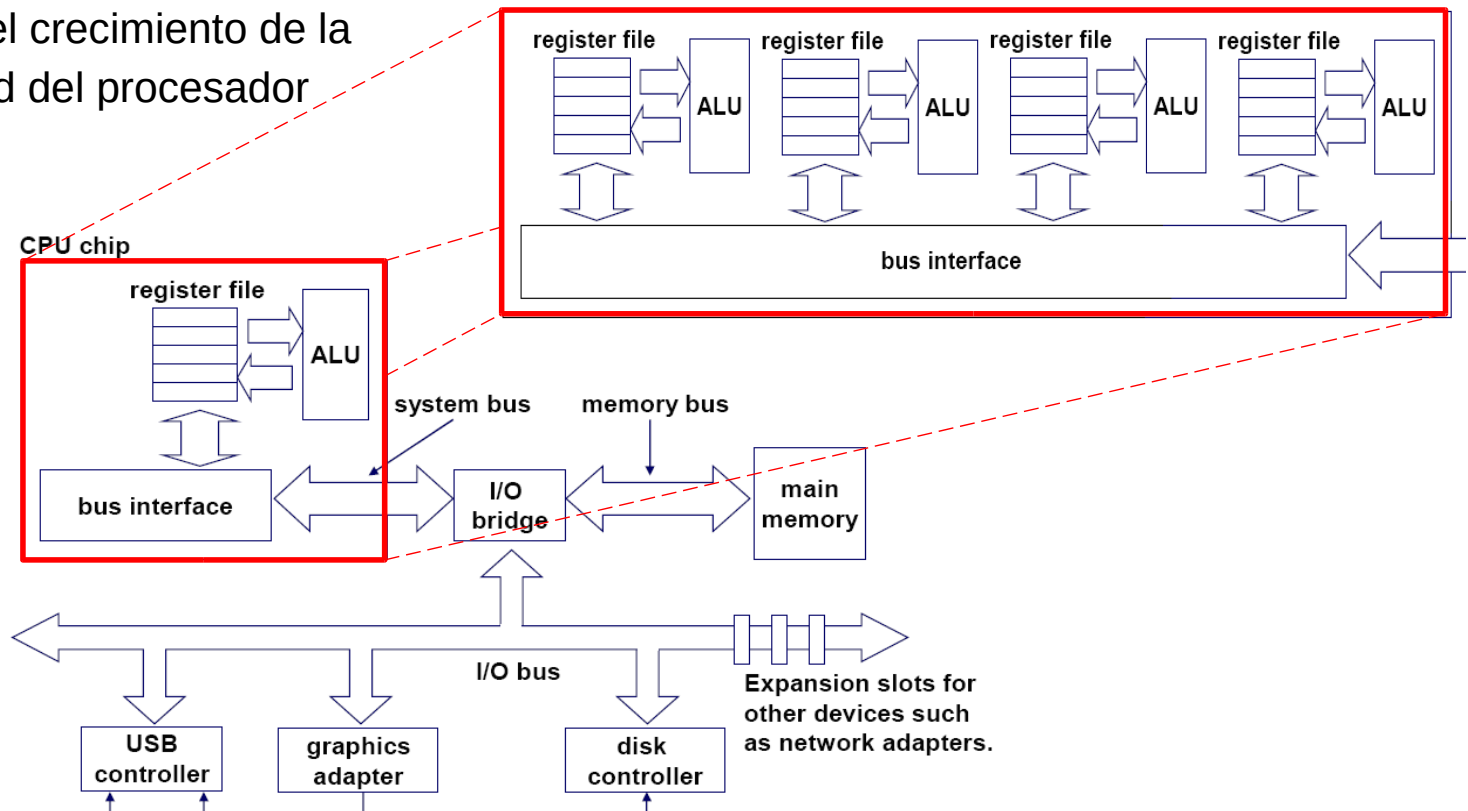 el crecimiento de la
del procesador
register file
register file
register file
register file
ALU
ALU
ALU
ALU
bus interface
CPU chip
register file
ALU
system bus
memory bus
bus interface
I/O
bridge
main
memory
I/O bus
Expansion slots for
other devices such
as network adapters.
USB
controller
graphics
adapter
disk
controller